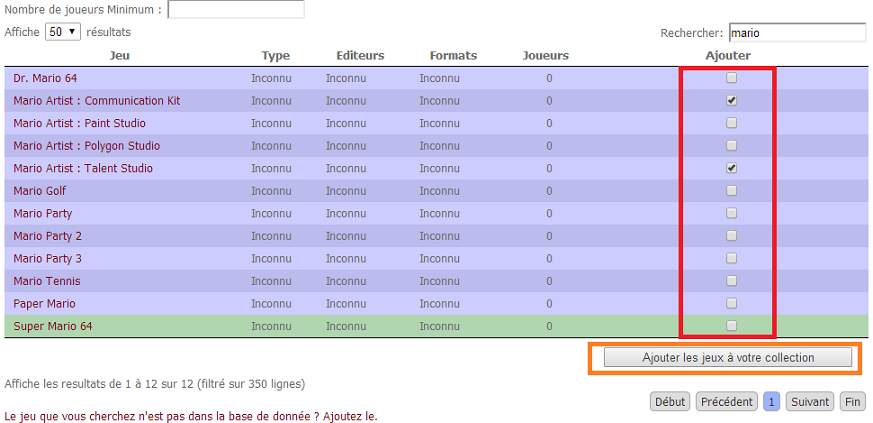 Nombre de joueurs Minimum :
Affiche 50 résultats Rechercher: mario
Jeu Type Editeurs Formats Joueurs Ajouter
Dr. Mario 64 Inconnu Inconnu Inconnu 0
Mario Artist : Communication Kit Inconnu Inconnu Inconnu 0
Mario Artist : Paint Studio Inconnu Inconnu Inconnu 0
Mario Artist : Polygon Studio Inconnu Inconnu Inconnu 0
Mario Artist : Talent Studio Inconnu Inconnu Inconnu 0
Mario Golf Inconnu Inconnu Inconnu 0
Mario Party Inconnu Inconnu Inconnu 0
Mario Party 2 Inconnu Inconnu Inconnu 0
Mario Party 3 Inconnu Inconnu Inconnu 0
Mario Tennis Inconnu Inconnu Inconnu 0
Paper Mario Inconnu Inconnu Inconnu 0
Super Mario 64 Inconnu Inconnu Inconnu 0
Ajouter les jeux à votre collection
Affiche les resultats de 1 à 12 sur 12 (filtré sur 350 lignes)
Début Précédent 1 Suivant Fin
Le jeu que vous cherchez n'est pas dans la base de donnée ? Ajoutez le.